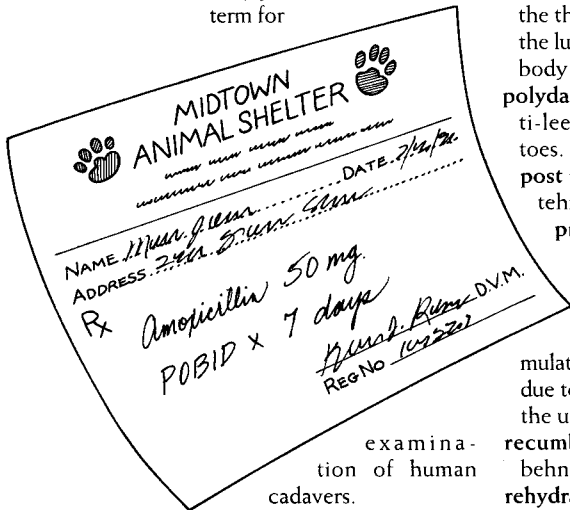 term for
MIDTOWN
ANIMAL SHELTER
NAME DATE
ADDRESS
Rx Amoxicillin 50 mg.
POBID x 7 days
D.V.M.
REG NO
examina-
tion of human
cadavers.
the th
the lu
body
polyda
ti-lee
toes.
post
teh
mulat
due to
the u
recum
behn
rehydra